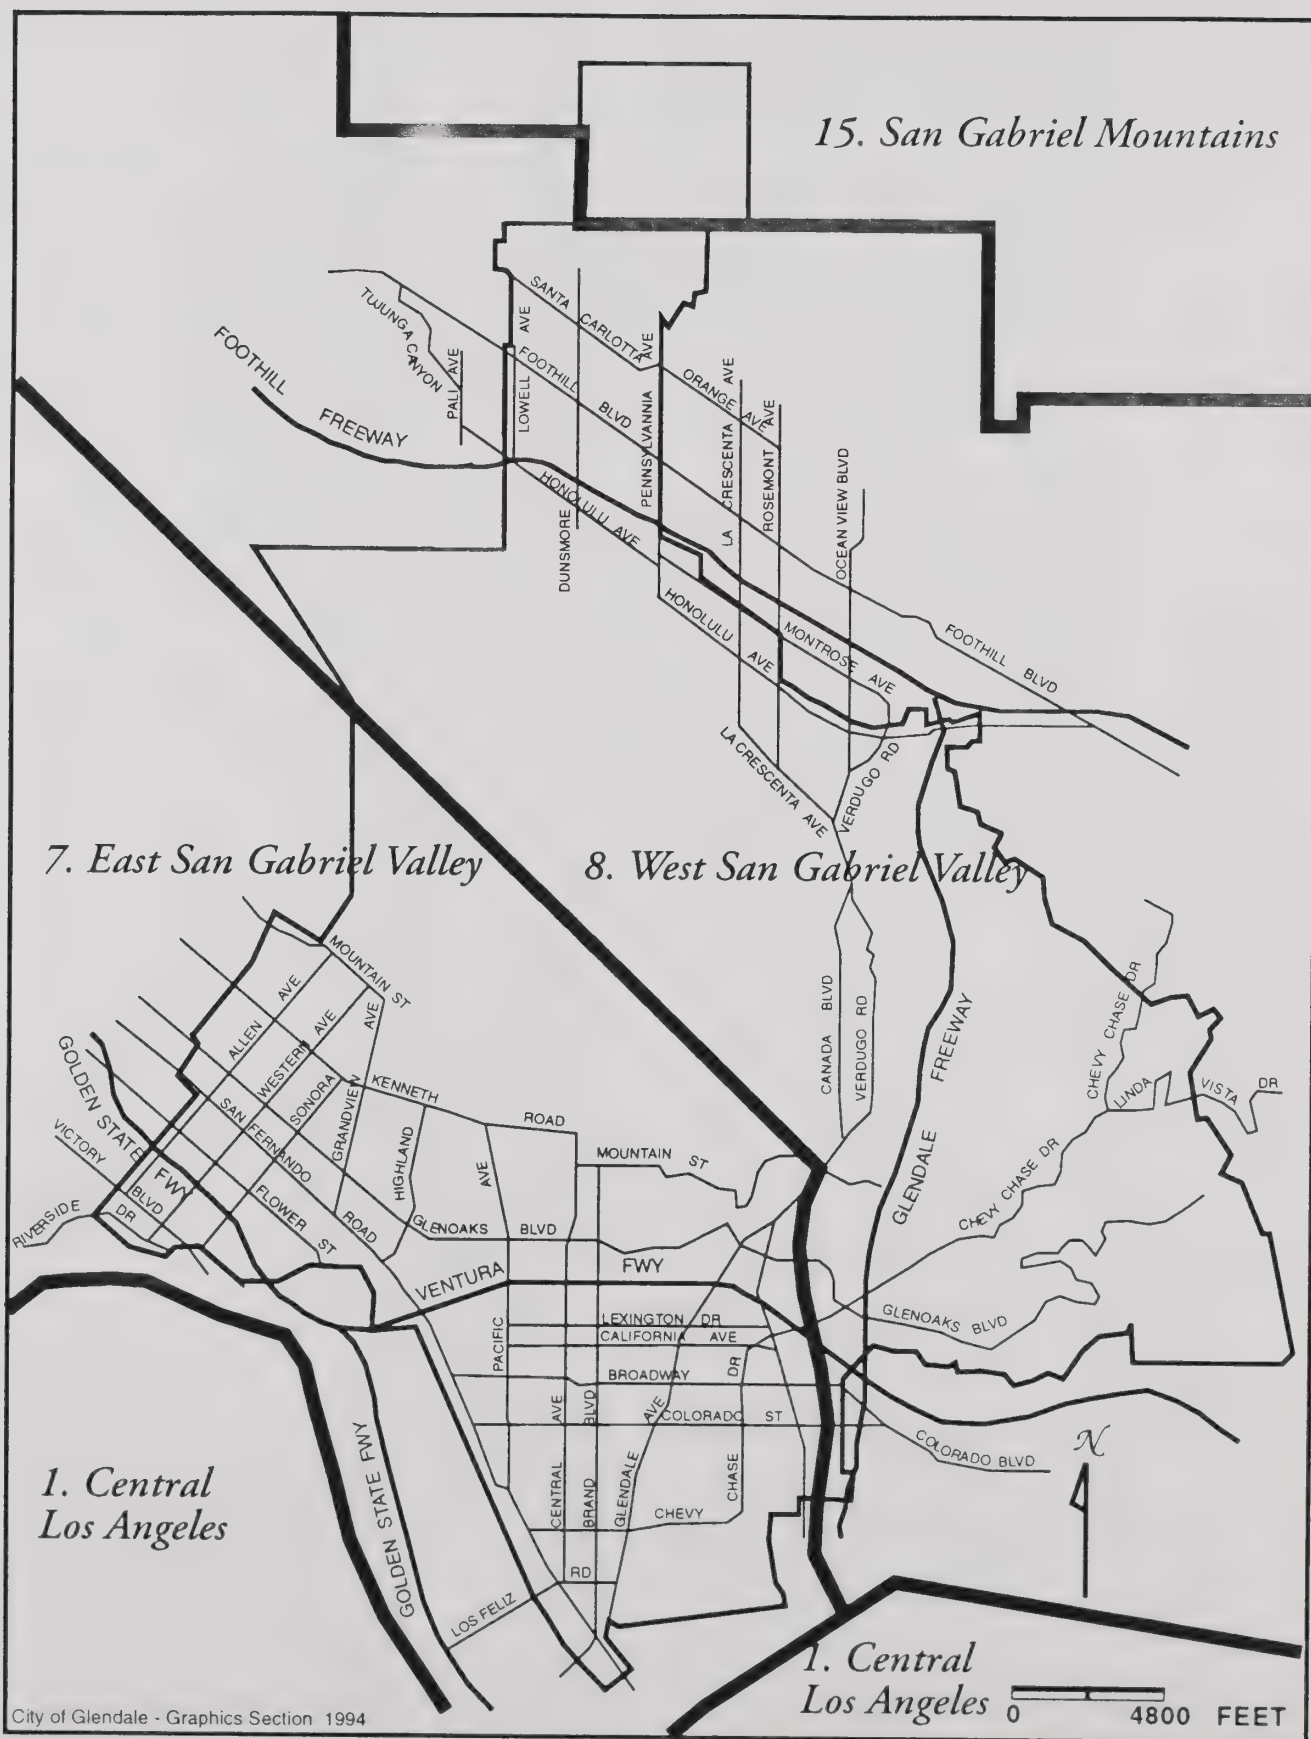 15. San Gabriel Mountains
SANTA
CARLOTTA
AVE
TUJUNGA CANYON
FOOTHILL
FREEWAY
PALI AVE
LOWELL AVE
FOOTHILL
BLVD
PENNSYLVANNIA
AVE
ORANGE AVE
LA CRESCENTA AVE
ROSEMONT AVE
OCEAN VIEW BLVD
HONOLULU AVE
DUNSMORE
HONOLULU
AVE
MONTROSE AVE
FOOTHILL BLVD
LA CRESCENTA AVE
VERDUGO RD
7. East San Gabriel Valley
8. West San Gabriel Valley
MOUNTAIN ST
ALLEN AVE
WESTERN AVE
AVE
SONORA
GRANDVIEW
KENNETH
ROAD
HIGHLAND
AVE
CANADA BLVD
VERDUGO RD
GLENDALE FREEWAY
CHEVY CHASE DR
LINDA
VISTA
DR
GOLDEN STATE
FWY
VICTORY
BLVD
SAN FERNANDO
ROAD
FLOWER
ST
RIVERSIDE
DR
MOUNTAIN ST
GLENOAKS BLVD
CHEVY CHASE DR
VENTURA
FWY
GLENOAKS BLVD
LEXINGTON DR
CALIFORNIA AVE
PACIFIC
BROADWAY
DR
COLORADO ST
COLORADO BLVD
CENTRAL AVE
BRAND BLVD
GLENDALE AVE
CHEVY
CHASE
N
1. Central
Los Angeles
GOLDEN STATE FWY
LOS FELIZ
RD
1. Central
Los Angeles
0 4800 FEET
City of Glendale - Graphics Section 1994